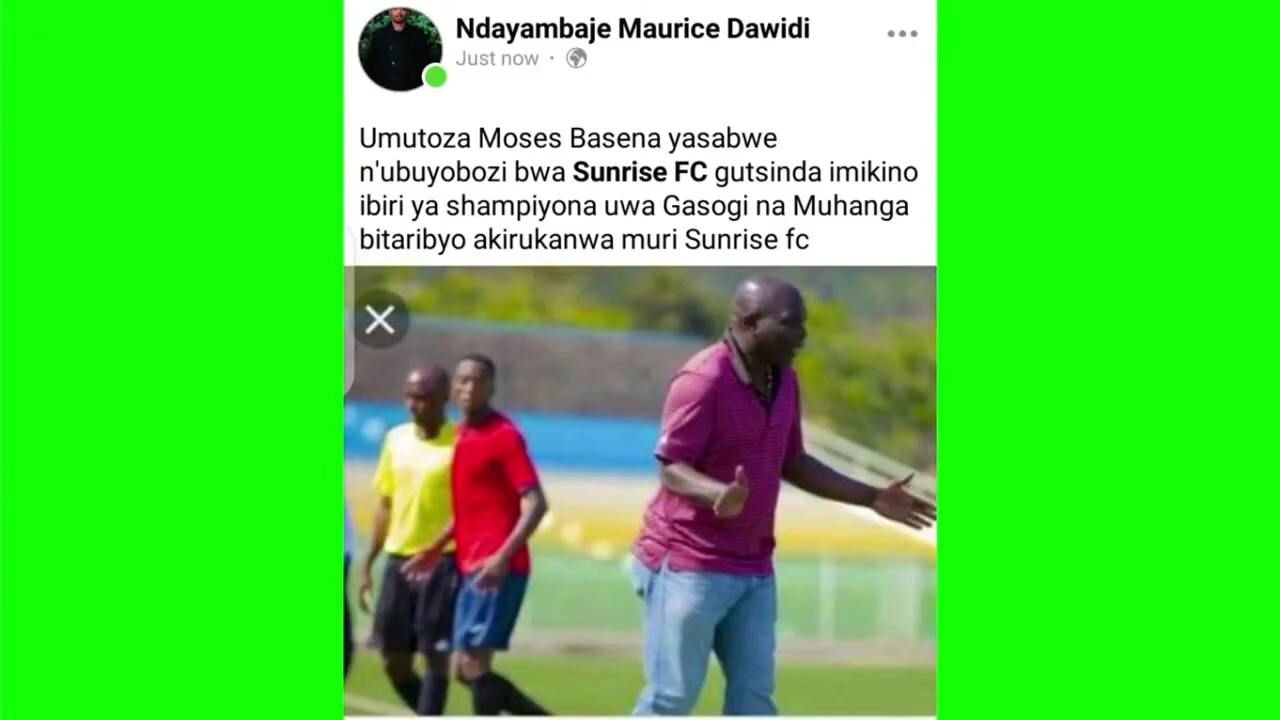 Ndayambaje Maurice Dawidi
Just now ·
Umutoza Moses Basena yasabwe
n'ubuyobozi bwa Sunrise FC gutsinda imikino
ibiri ya shampiyona uwa Gasogi na Muhanga
bitaribyo akirukanwa muri Sunrise fc